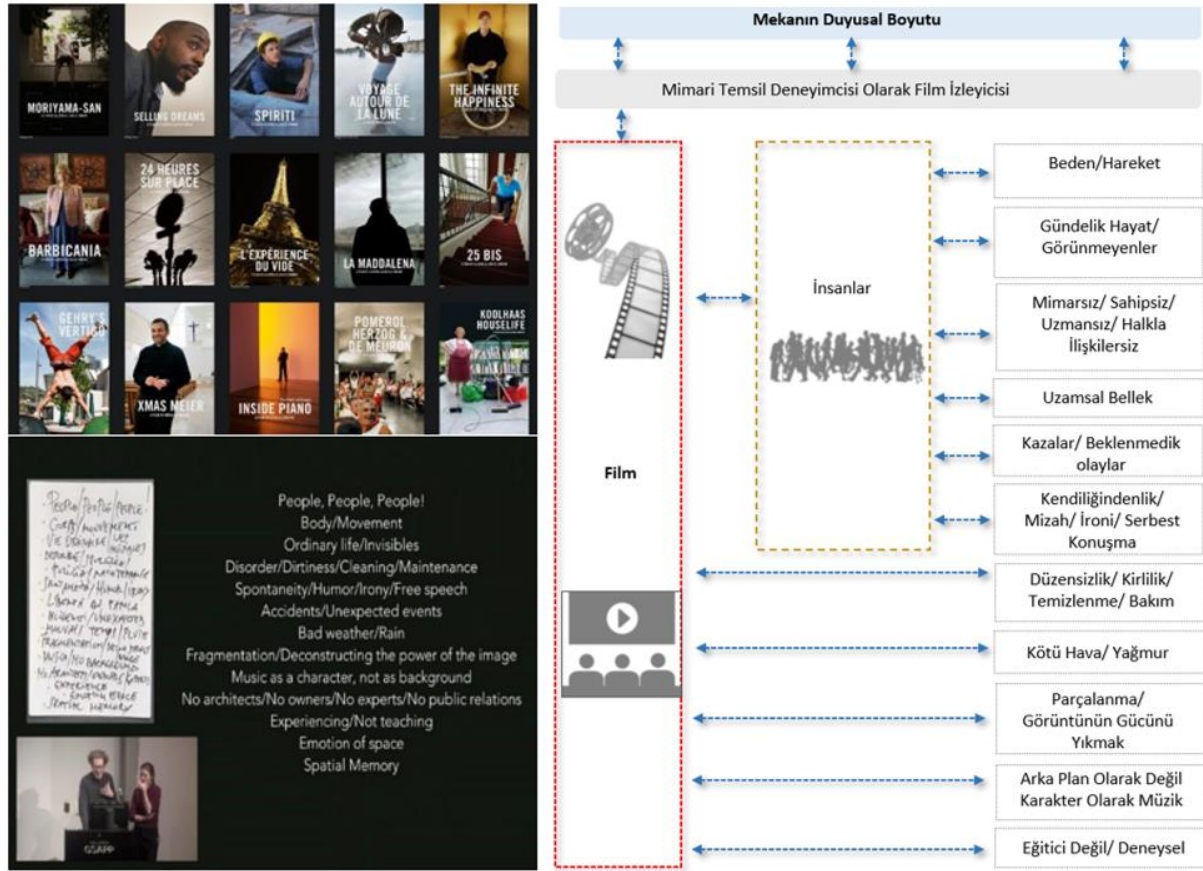 MORIYAMA-SAN
SELLING DREAMS
SPIRITI
VOYAGE
AUTOUR DE
LA LUNE
THE INFINITE
HAPPINESS
BARBICANIA
24 HEURES
SUR PLACE
L'EXPÉRIENCE
DU VIDE
LA MADDALENA
25 BIS
GEHRY'S
VERTIGO
XMAS MEIER
INSIDE PIANO
POMEROL
HERZOG &
DE MEURON
KOOLHAAS
HOUSELIFE
PEOPLE/PEOPLE/PEOPLE!
People, People, People!
Body/Movement
Ordinary life/Invisibles
Disorder/Dirtiness/Cleaning/Maintenance
Spontaneity/Humor/Irony/Free speech
Accidents/Unexpected events
Bad weather/Rain
Fragmentation/Deconstructing the power of the image
Music as a character, not as background
No architects/No owners/No experts/No public relations
Experiencing/Not teaching
Emotion of space
Spatial Memory
GSAPP
Mekanın Duyusal Boyutu
Mimari Temsil Deneyimcisi Olarak Film İzleyicisi
Film
İnsanlar
Beden/Hareket
Gündelik Hayat/
Görünmeyenler
Mimarsız/ Sahipsiz/
Uzmansız/ Halkla
İlişkilersiz
Uzamsal Bellek
Kazalar/ Beklenmedik
olaylar
Kendiliğindenlik/
Mizah/ İroni/ Serbest
Konuşma
Düzensizlik/ Kirlilik/
Temizlenme/ Bakım
Kötü Hava/ Yağmur
Parçalanma/
Görüntünün Gücünü
Yıkmak
Arka Plan Olarak Değil
Karakter Olarak Müzik
Eğitici Değil/ Deneysel